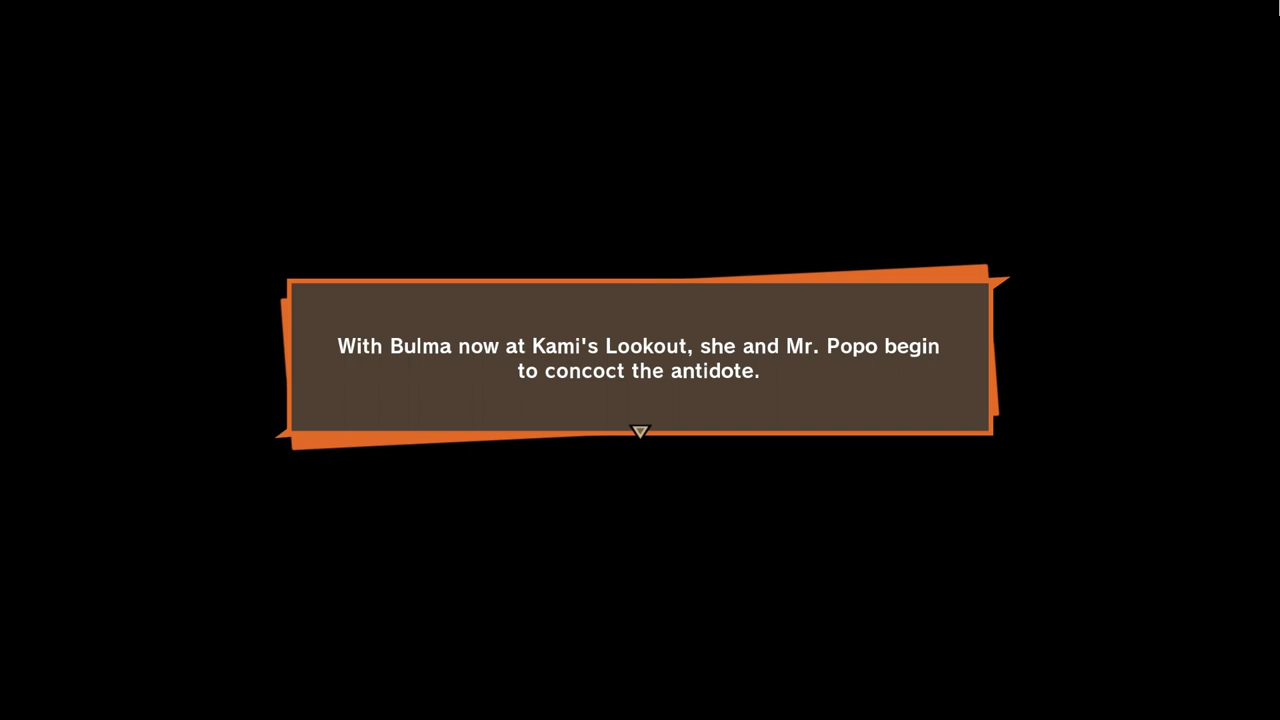 With Bulma now at Kami's Lookout, she and Mr. Popo begin
to concoct the antidote.